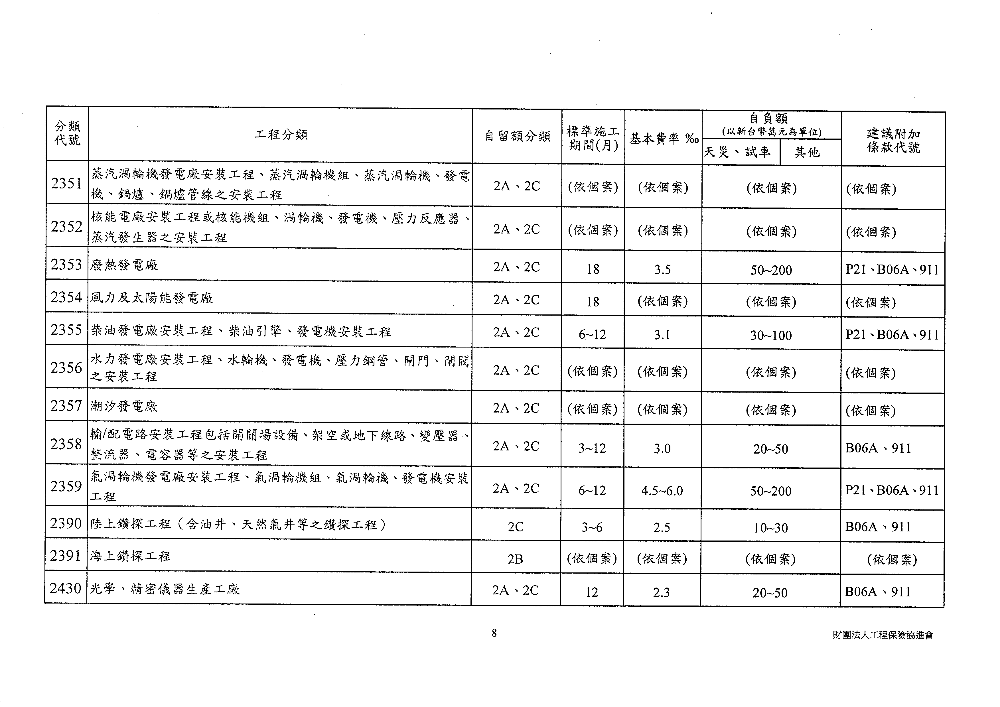 分類
代號
工程分類
自留額分類
標準施工
期間(月)
基本費率 ‰
自負額
(以新台幣萬元為單位)
天災、試車
其他
建議附加
條款代號
2351
蒸汽渦輪機發電廠安裝工程、蒸汽渦輪機組、蒸汽渦輪機、發電
機、鍋爐、鍋爐管線之安裝工程
2A、2C
(依個案)
(依個案)
(依個案)
(依個案)
2352
核能電廠安裝工程或核能機組、渦輪機、發電機、壓力反應器、
蒸汽發生器之安裝工程
2A、2C
(依個案)
(依個案)
(依個案)
(依個案)
2353
廢熱發電廠
2A、2C
18
3.5
50~200
P21、B06A、911
2354
風力及太陽能發電廠
2A、2C
18
(依個案)
(依個案)
(依個案)
2355
柴油發電廠安裝工程、柴油引擎、發電機安裝工程
2A、2C
6~12
3.1
30~100
P21、B06A、911
2356
水力發電廠安裝工程、水輪機、發電機、壓力鋼管、閘門、閘閥
之安裝工程
2A、2C
(依個案)
(依個案)
(依個案)
(依個案)
2357
潮汐發電廠
2A、2C
(依個案)
(依個案)
(依個案)
(依個案)
2358
輸/配電路安裝工程包括開關場設備、架空或地下線路、變壓器、
整流器、電容器等之安裝工程
2A、2C
3~12
3.0
20~50
B06A、911
2359
氣渦輪機發電廠安裝工程、氣渦輪機組、氣渦輪機、發電機安裝
工程
2A、2C
6~12
4.5~6.0
50~200
P21、B06A、911
2390
陸上鑽探工程（含油井、天然氣井等之鑽探工程）
2C
3~6
2.5
10~30
B06A、911
2391
海上鑽探工程
2B
(依個案)
(依個案)
(依個案)
(依個案)
2430
光學、精密儀器生產工廠
2A、2C
12
2.3
20~50
B06A、911
8
財團法人工程保險協進會